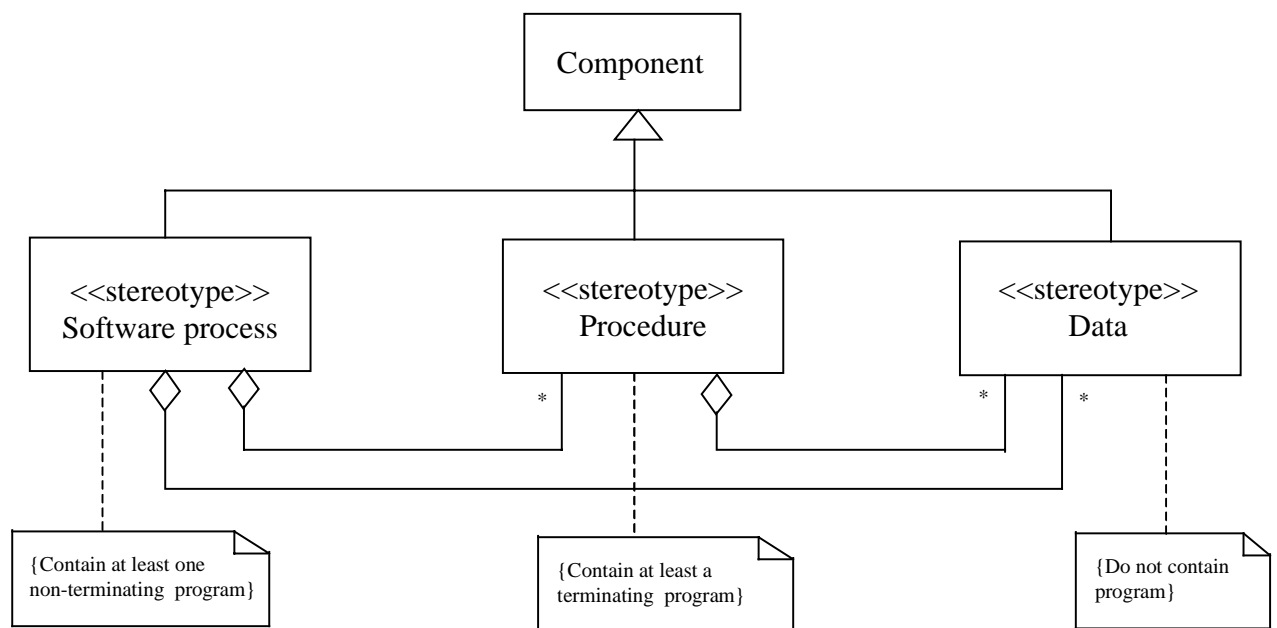 Component
<<stereotype>>
Software process
<<stereotype>>
Procedure
<<stereotype>>
Data
*
*
*
{Contain at least one
non-terminating program}
{Contain at least a
terminating program}
{Do not contain
program}